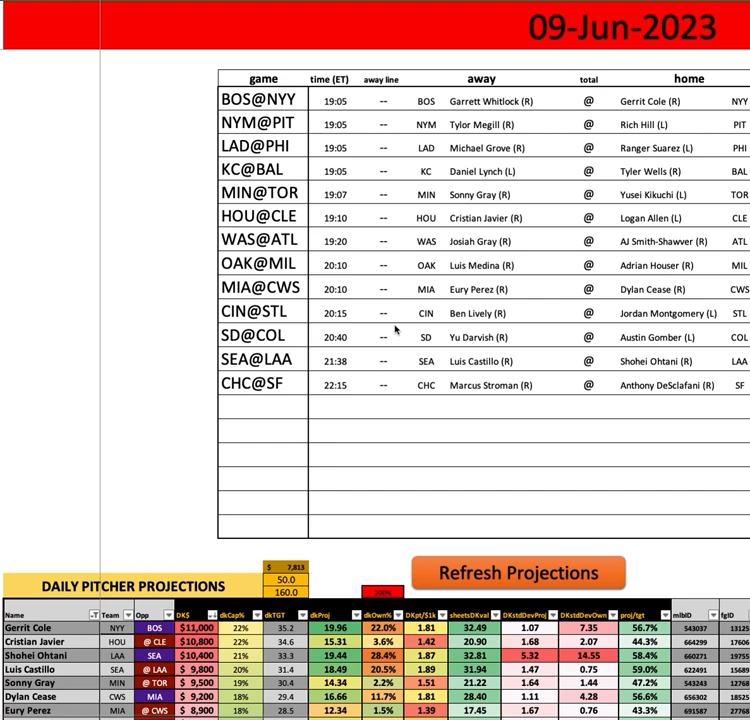 09-Jun-2023
game time (ET) away line away total home
BOS@NYY 19:05 -- BOS Garrett Whitlock (R) @ Gerrit Cole (R) NYY
NYM@PIT 19:05 -- NYM Tylor Megill (R) @ Rich Hill (L) PIT
LAD@PHI 19:05 -- LAD Michael Grove (R) @ Ranger Suarez (L) PHI
KC@BAL 19:05 -- KC Daniel Lynch (L) @ Tyler Wells (R) BAL
MIN@TOR 19:07 -- MIN Sonny Gray (R) @ Yusei Kikuchi (L) TOR
HOU@CLE 19:10 -- HOU Cristian Javier (R) @ Logan Allen (L) CLE
WAS@ATL 19:20 -- WAS Josiah Gray (R) @ AJ Smith-Shawver (R) ATL
OAK@MIL 20:10 -- OAK Luis Medina (R) @ Adrian Houser (R) MIL
MIA@CWS 20:10 -- MIA Eury Perez (R) @ Dylan Cease (R) CWS
CIN@STL 20:15 -- CIN Ben Lively (R) @ Jordan Montgomery (L) STL
SD@COL 20:40 -- SD Yu Darvish (R) @ Austin Gomber (L) COL
SEA@LAA 21:38 -- SEA Luis Castillo (R) @ Shohei Ohtani (R) LAA
CHC@SF 22:15 -- CHC Marcus Stroman (R) @ Anthony DeSclafani (R) SF
$ 7,813
DAILY PITCHER PROJECTIONS 50.0 Refresh Projections
160.0 200%
Name Team Opp DK$ dkCap% dkTGT dkProj dkOwn% DKpt/$1k sheetsDKval DKstdDevProj DKstdDevOwn proj/tgt mlbID fgID
Gerrit Cole NYY BOS $ 11,000 22% 35.2 19.96 22.0% 1.81 32.49 1.07 7.35 56.7% 543037 13125
Cristian Javier HOU @ CLE $ 10,800 22% 34.6 15.31 3.6% 1.42 20.90 1.68 2.07 44.3% 664299 17606
Shohei Ohtani LAA SEA $ 10,400 21% 33.3 19.44 28.4% 1.87 32.81 5.32 14.55 58.4% 660271 19755
Luis Castillo SEA @ LAA $ 9,800 20% 31.4 18.49 20.5% 1.89 31.94 1.47 0.75 59.0% 622491 15689
Sonny Gray MIN @ TOR $ 9,500 19% 30.4 14.34 2.2% 1.51 21.22 1.64 1.44 47.2% 543243 12768
Dylan Cease CWS MIA $ 9,200 18% 29.4 16.66 11.7% 1.81 28.40 1.11 4.28 56.6% 656302 18525
Eury Perez MIA @ CWS $ 8,900 18% 28.5 12.34 1.5% 1.39 17.45 1.67 0.76 43.3% 691587 27768